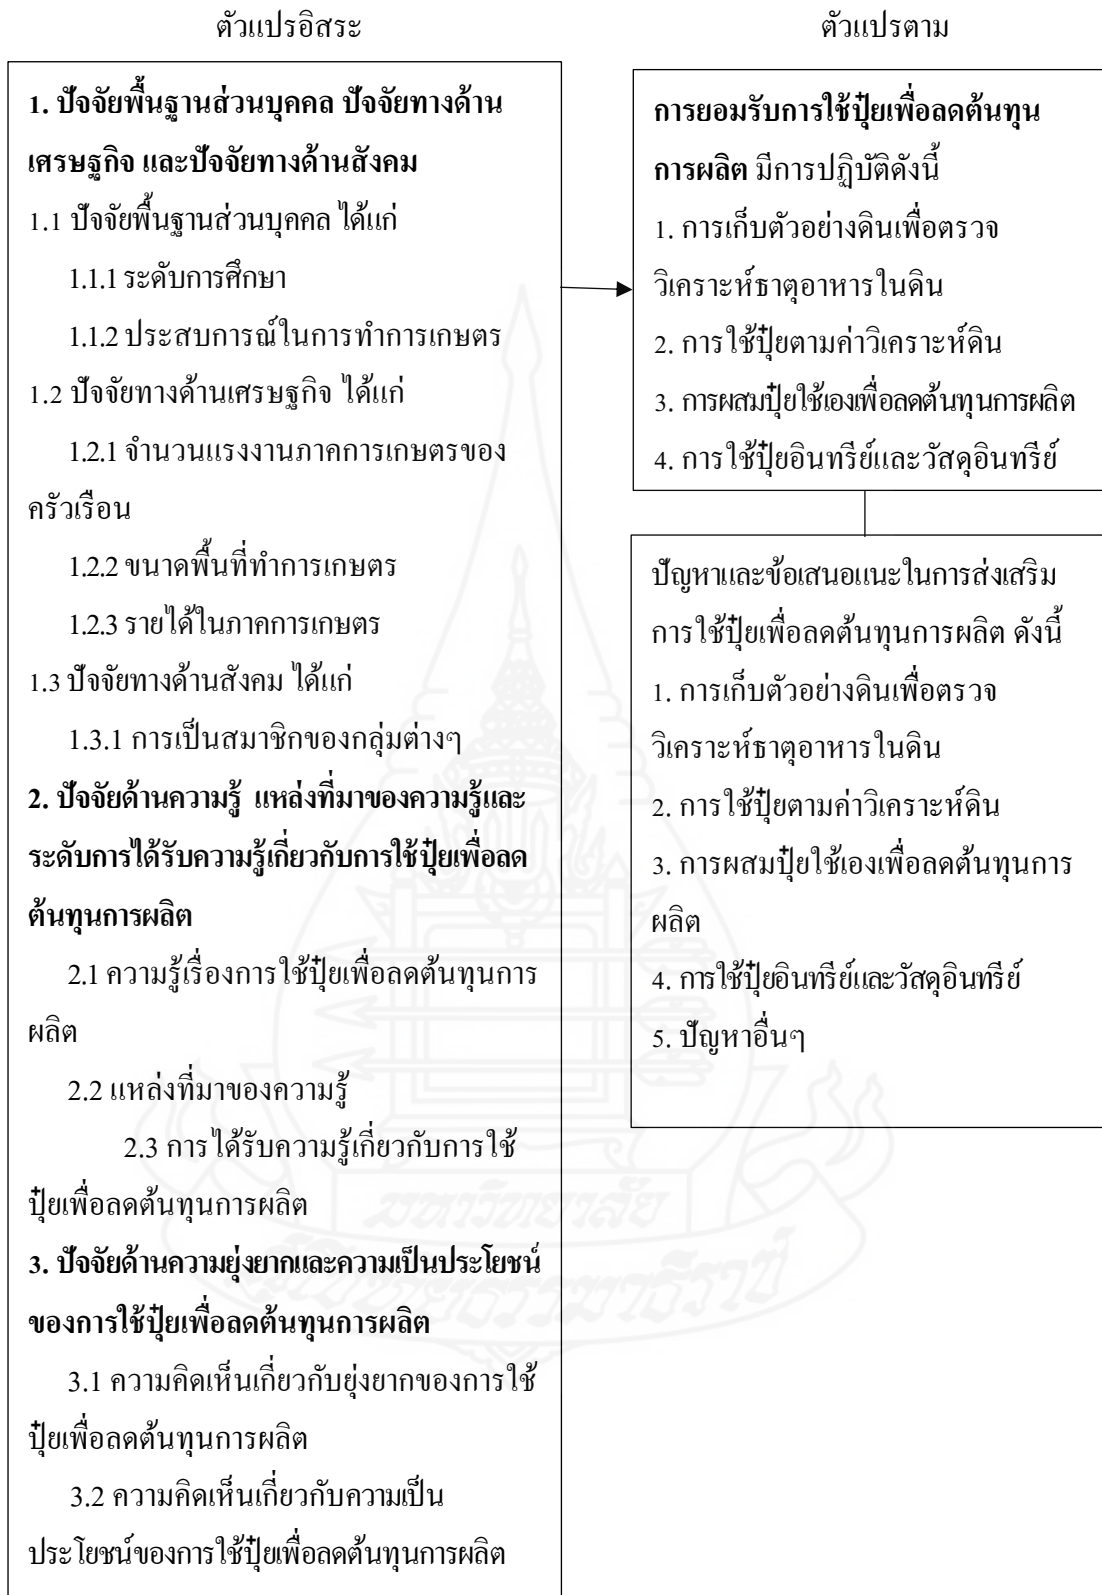 ตัวแปรอิสระ
1. ปัจจัยพื้นฐานส่วนบุคคล ปัจจัยทางด้าน
เศรษฐกิจ และปัจจัยทางด้านสังคม
1.1 ปัจจัยพื้นฐานส่วนบุคคล ได้แก่
1.1.1 ระดับการศึกษา
1.1.2 ประสบการณ์ในการทำการเกษตร
1.2 ปัจจัยทางด้านเศรษฐกิจ ได้แก่
1.2.1 จำนวนแรงงานภาคการเกษตรของ
ครัวเรือน
1.2.2 ขนาดพื้นที่ทำการเกษตร
1.2.3 รายได้ในภาคการเกษตร
1.3 ปัจจัยทางด้านสังคม ได้แก่
1.3.1 การเป็นสมาชิกของกลุ่มต่างๆ
2. ปัจจัยด้านความรู้ แหล่งที่มาของความรู้และ
ระดับการได้รับความรู้เกี่ยวกับการใช้ปุ๋ยเพื่อลด
ต้นทุนการผลิต
2.1 ความรู้เรื่องการใช้ปุ๋ยเพื่อลดต้นทุนการ
ผลิต
2.2 แหล่งที่มาของความรู้
2.3 การได้รับความรู้เกี่ยวกับการใช้
ปุ๋ยเพื่อลดต้นทุนการผลิต
3. ปัจจัยด้านความยุ่งยากและความเป็นประโยชน์
ของการใช้ปุ๋ยเพื่อลดต้นทุนการผลิต
3.1 ความคิดเห็นเกี่ยวกับยุ่งยากของการใช้
ปุ๋ยเพื่อลดต้นทุนการผลิต
3.2 ความคิดเห็นเกี่ยวกับความเป็น
ประโยชน์ของการใช้ปุ๋ยเพื่อลดต้นทุนการผลิต
ตัวแปรตาม
การยอมรับการใช้ปุ๋ยเพื่อลดต้นทุน
การผลิต มีการปฏิบัติดังนี้
1. การเก็บตัวอย่างดินเพื่อตรวจ
วิเคราะห์ธาตุอาหารในดิน
2. การใช้ปุ๋ยตามค่าวิเคราะห์ดิน
3. การผสมปุ๋ยใช้เองเพื่อลดต้นทุนการผลิต
4. การใช้ปุ๋ยอินทรีย์และวัสดุอินทรีย์
ปัญหาและข้อเสนอแนะในการส่งเสริม
การใช้ปุ๋ยเพื่อลดต้นทุนการผลิต ดังนี้
1. การเก็บตัวอย่างดินเพื่อตรวจ
วิเคราะห์ธาตุอาหารในดิน
2. การใช้ปุ๋ยตามค่าวิเคราะห์ดิน
3. การผสมปุ๋ยใช้เองเพื่อลดต้นทุนการ
ผลิต
4. การใช้ปุ๋ยอินทรีย์และวัสดุอินทรีย์
5. ปัญหาอื่นๆ
มหาวิทยาลัย
สุโขทัยธรรมาธิราช